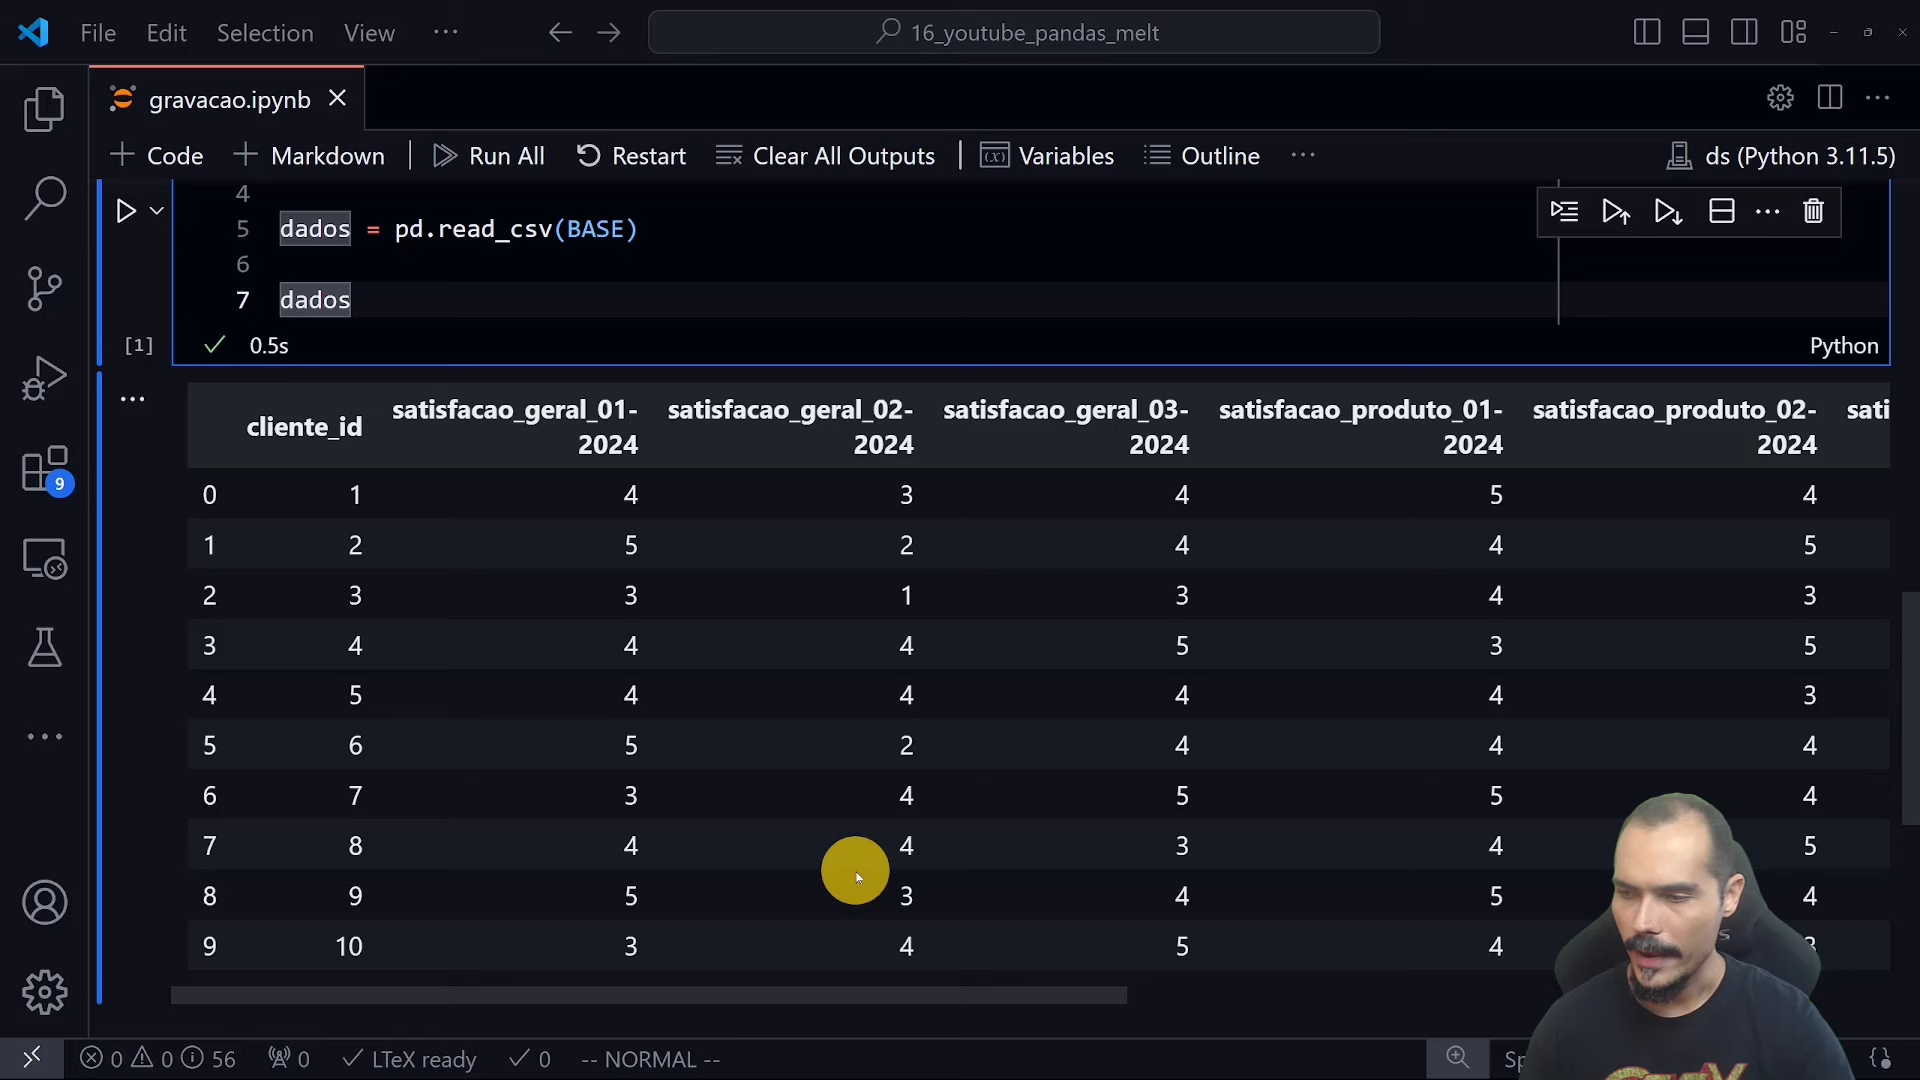 File Edit Selection View ··· 16_youtube_pandas_melt
gravacao.ipynb
Code Markdown Run All Restart Clear All Outputs Variables Outline ··· ds (Python 3.11.5)
4
5 dados = pd.read_csv(BASE)
6
7 dados
[1] 0.5s Python
cliente_id satisfacao_geral_01-2024 satisfacao_geral_02-2024 satisfacao_geral_03-2024 satisfacao_produto_01-2024 satisfacao_produto_02-2024 sati
0 1 4 3 4 5 4
1 2 5 2 4 4 5
2 3 3 1 3 4 3
3 4 4 4 5 3 5
4 5 4 4 4 4 3
5 6 5 2 4 4 4
6 7 3 4 5 5 4
7 8 4 4 3 4 5
8 9 5 3 4 5 4
9 10 3 4 5 4
9
0 0 56 0 LTeX ready 0 -- NORMAL -- Sp